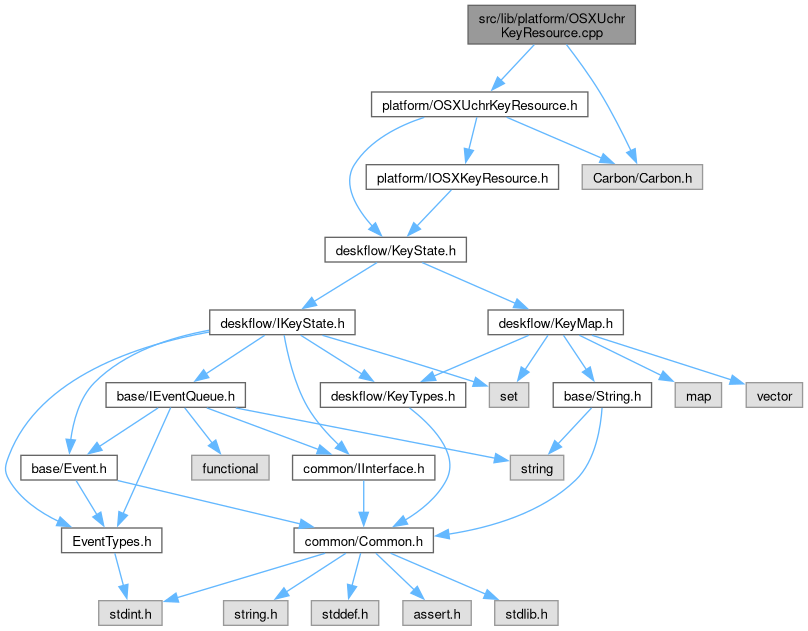 src/lib/platform/OSXUchr
KeyResource.cpp
platform/OSXUchrKeyResource.h
platform/IOSXKeyResource.h
Carbon/Carbon.h
deskflow/KeyState.h
deskflow/IKeyState.h
deskflow/KeyMap.h
base/IEventQueue.h
deskflow/KeyTypes.h
set
base/String.h
map
vector
base/Event.h
functional
common/IInterface.h
string
EventTypes.h
common/Common.h
stdint.h
string.h
stddef.h
assert.h
stdlib.h